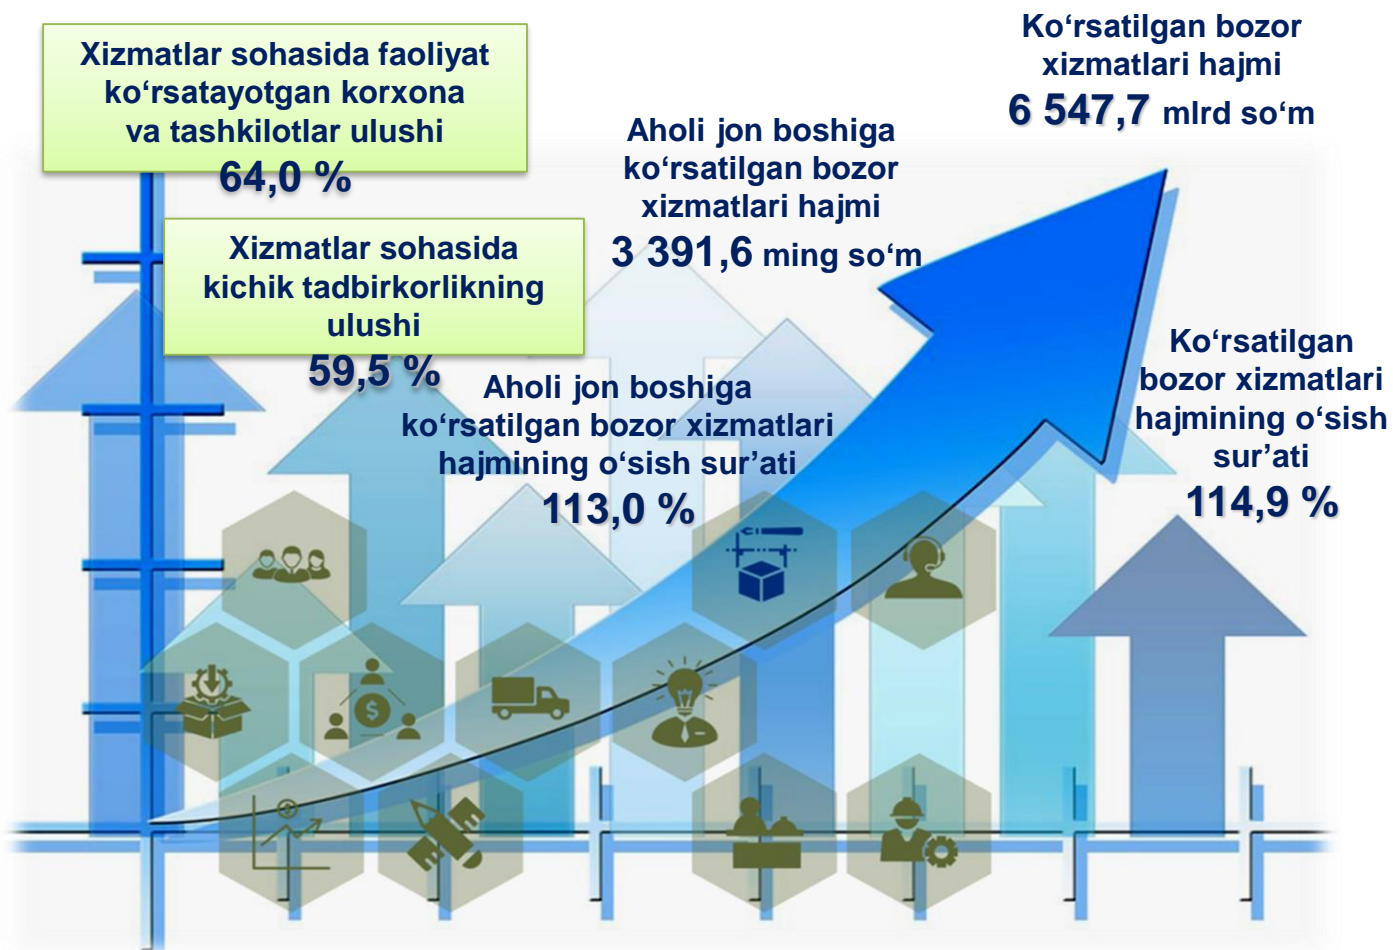 Xizmatlar sohasida faoliyat
ko‘rsatayotgan korxona
va tashkilotlar ulushi
64,0 %
Xizmatlar sohasida
kichik tadbirkorlikning
ulushi
59,5 %
Aholi jon boshiga
ko‘rsatilgan bozor
xizmatlari hajmi
3 391,6 ming so‘m
Ko‘rsatilgan bozor
xizmatlari hajmi
6 547,7 mlrd so‘m
Aholi jon boshiga
ko‘rsatilgan bozor xizmatlari
hajmining o‘sish sur’ati
113,0 %
Ko‘rsatilgan
bozor xizmatlari
hajmining o‘sish
sur’ati
114,9 %